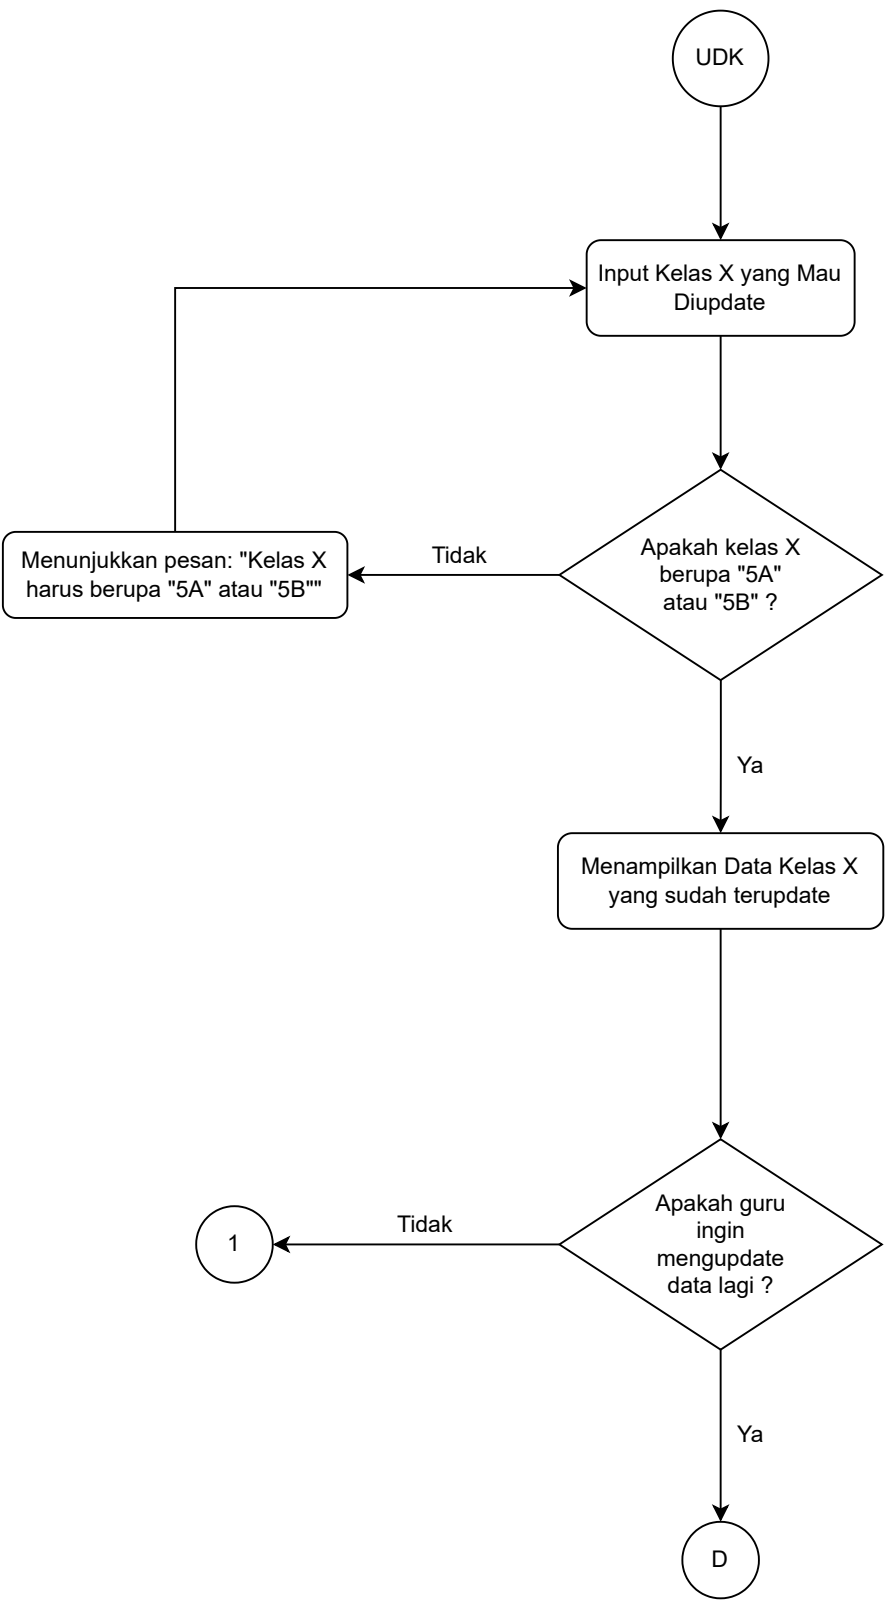 UDK
Input Kelas X yang Mau
Diupdate
Apakah kelas X
berupa "5A"
atau "5B" ?
Tidak
Menunjukkan pesan: "Kelas X
harus berupa "5A" atau "5B""
Ya
Menampilkan Data Kelas X
yang sudah terupdate
Apakah guru
ingin
mengupdate
data lagi ?
Tidak
1
Ya
D